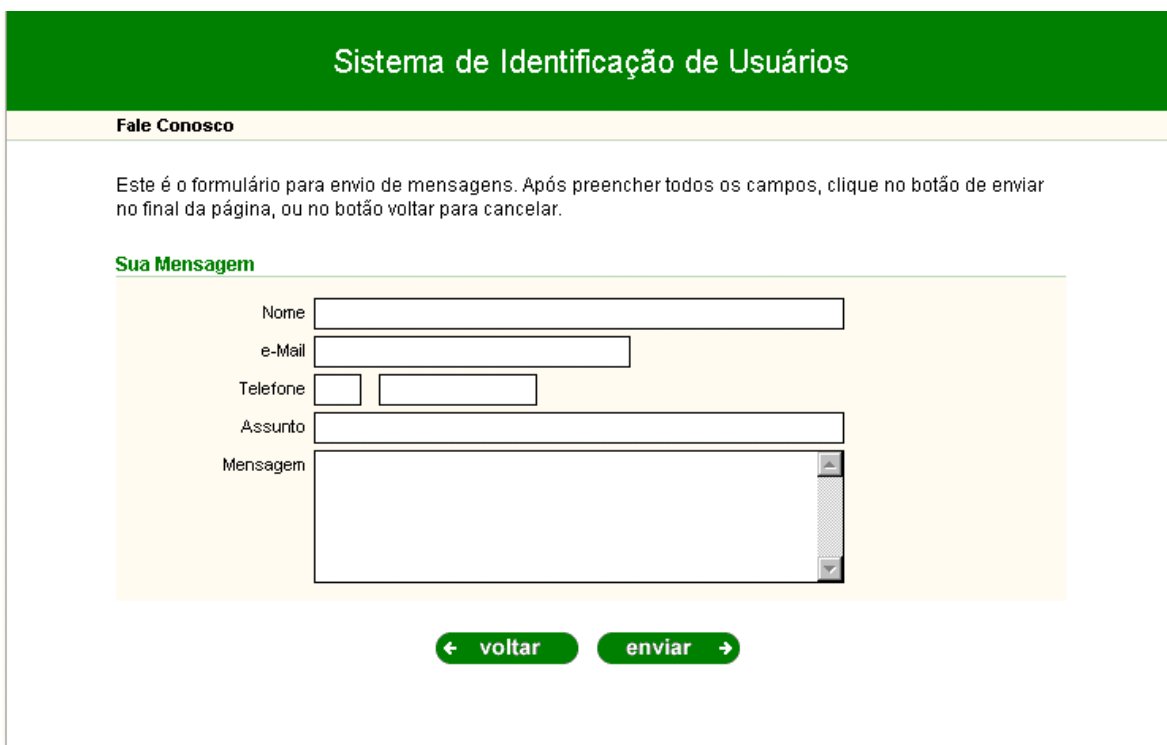 Sistema de Identificação de Usuários
Fale Conosco
Este é o formulário para envio de mensagens. Após preencher todos os campos, clique no botão de enviar
no final da página, ou no botão voltar para cancelar.
Sua Mensagem
Nome
e-Mail
Telefone
Assunto
Mensagem
voltar enviar